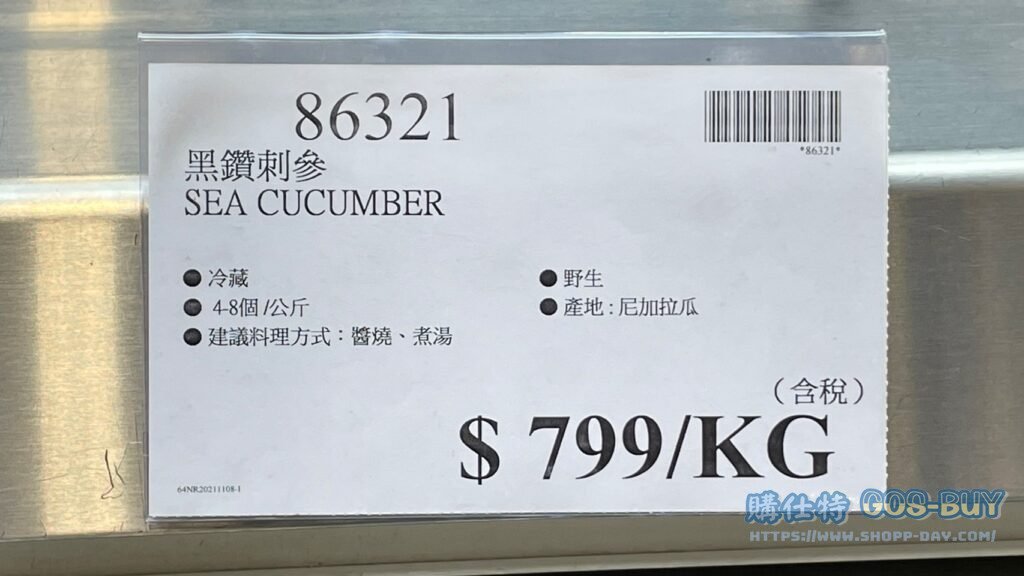 86321
*86321*
黑鑽刺參
SEA CUCUMBER
● 冷藏
● 野生
● 4-8個 /公斤
● 產地 : 尼加拉瓜
● 建議料理方式：醬燒、煮湯
（含稅）
$ 799/KG
64NR20211108-1
購仕特 GOS-BUY
HTTPS://WWW.SHOPP-DAY.COM/